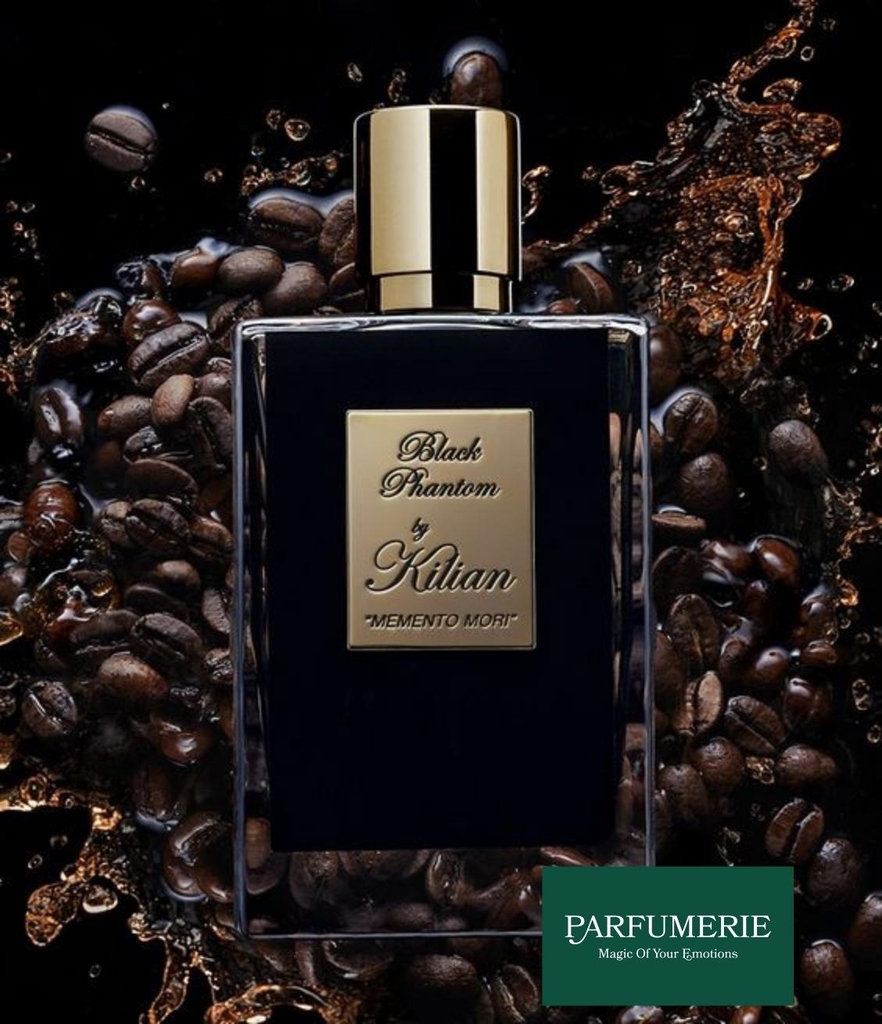 Black
Phantom
by
Kilian
"MEMENTO MORI"
PARFUMERIE
Magic Of Your Emotions